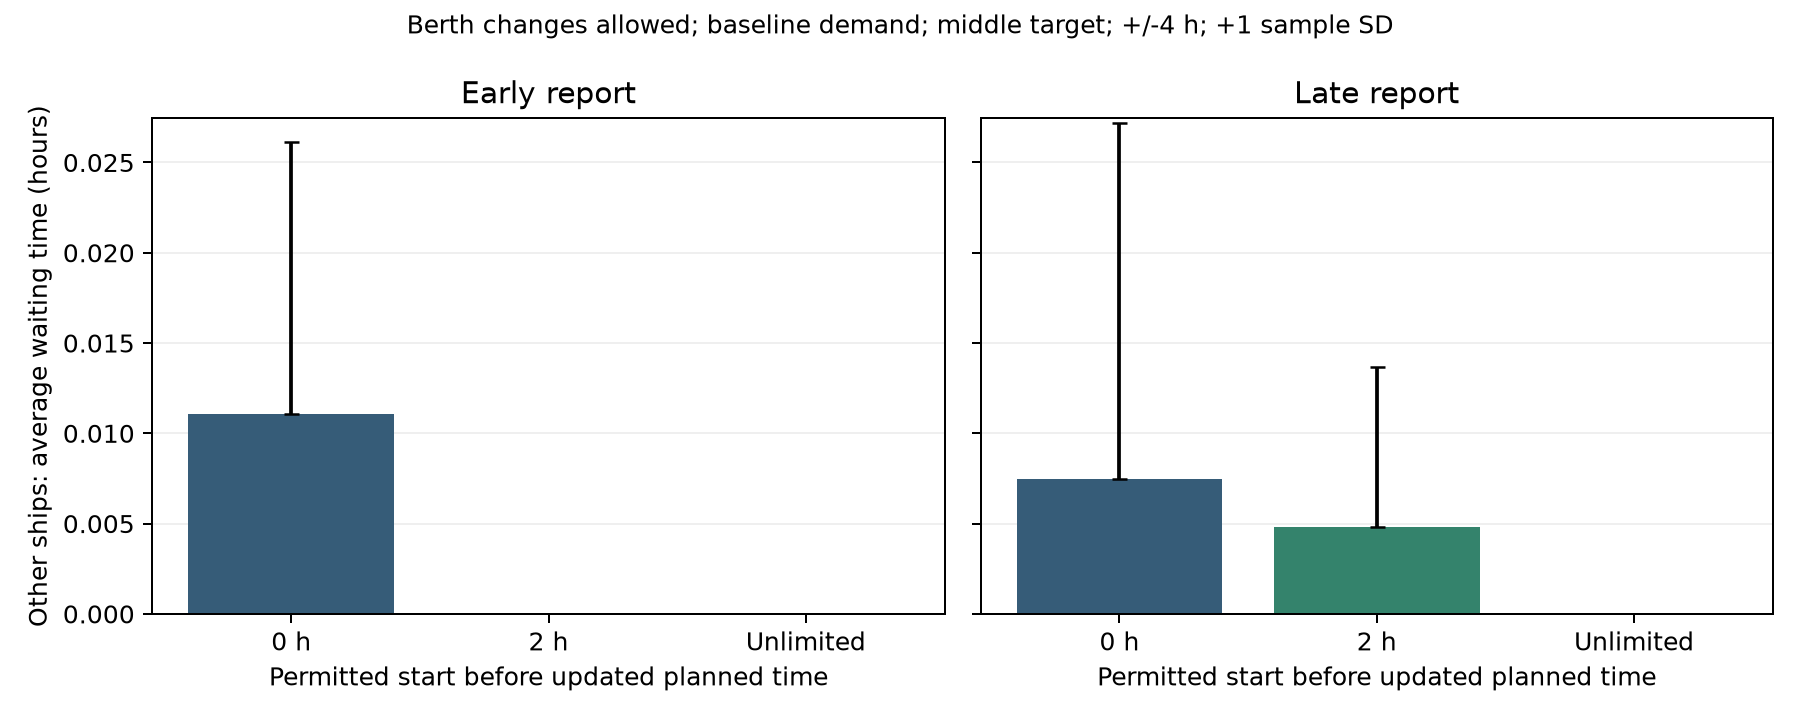 Berth changes allowed; baseline demand; middle target; +/-4 h; +1 sample SD
Early report
Late report
Other ships: average waiting time (hours)
0.025
0.020
0.015
0.010
0.005
0.000
0 h
2 h
Unlimited
0 h
2 h
Unlimited
Permitted start before updated planned time
Permitted start before updated planned time